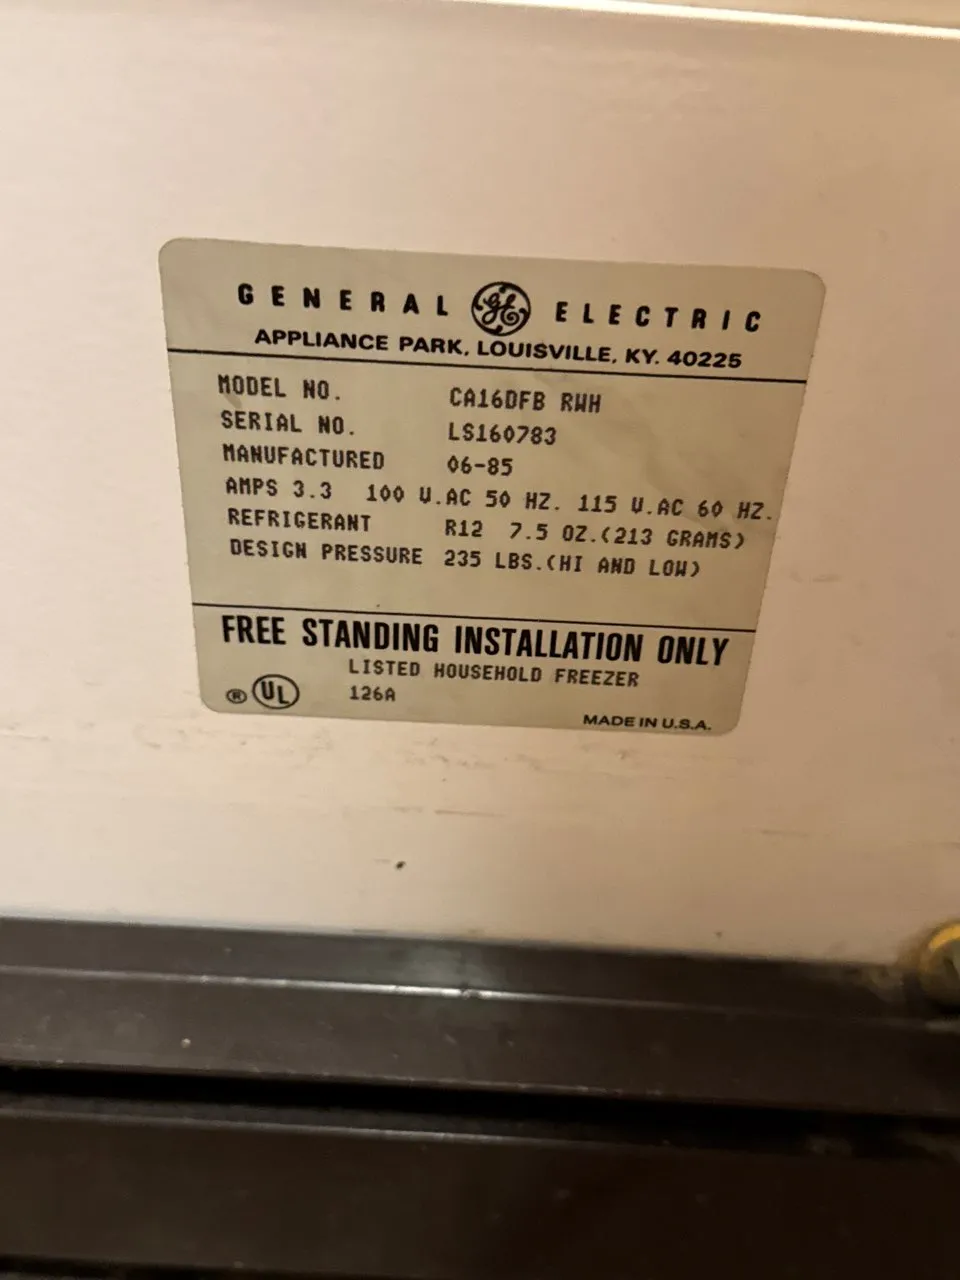 GENERAL GE ELECTRIC
APPLIANCE PARK, LOUISVILLE, KY. 40225
MODEL NO. CA16DFB RWH
SERIAL NO. LS160783
MANUFACTURED 06-85
AMPS 3.3 100 V.AC 50 HZ. 115 V.AC 60 HZ.
REFRIGERANT R12 7.5 OZ.(213 GRAMS)
DESIGN PRESSURE 235 LBS.(HI AND LOW)
FREE STANDING INSTALLATION ONLY
LISTED HOUSEHOLD FREEZER
® UL 126A
MADE IN U.S.A.